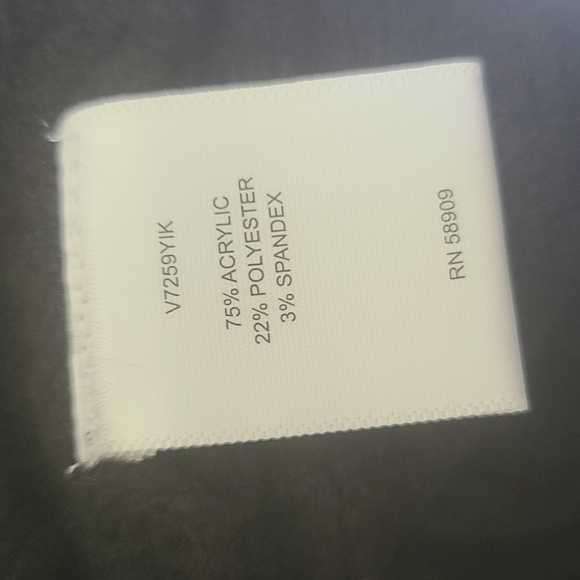 V7259YIK
75% ACRYLIC
22% POLYESTER
3% SPANDEX
RN 58909